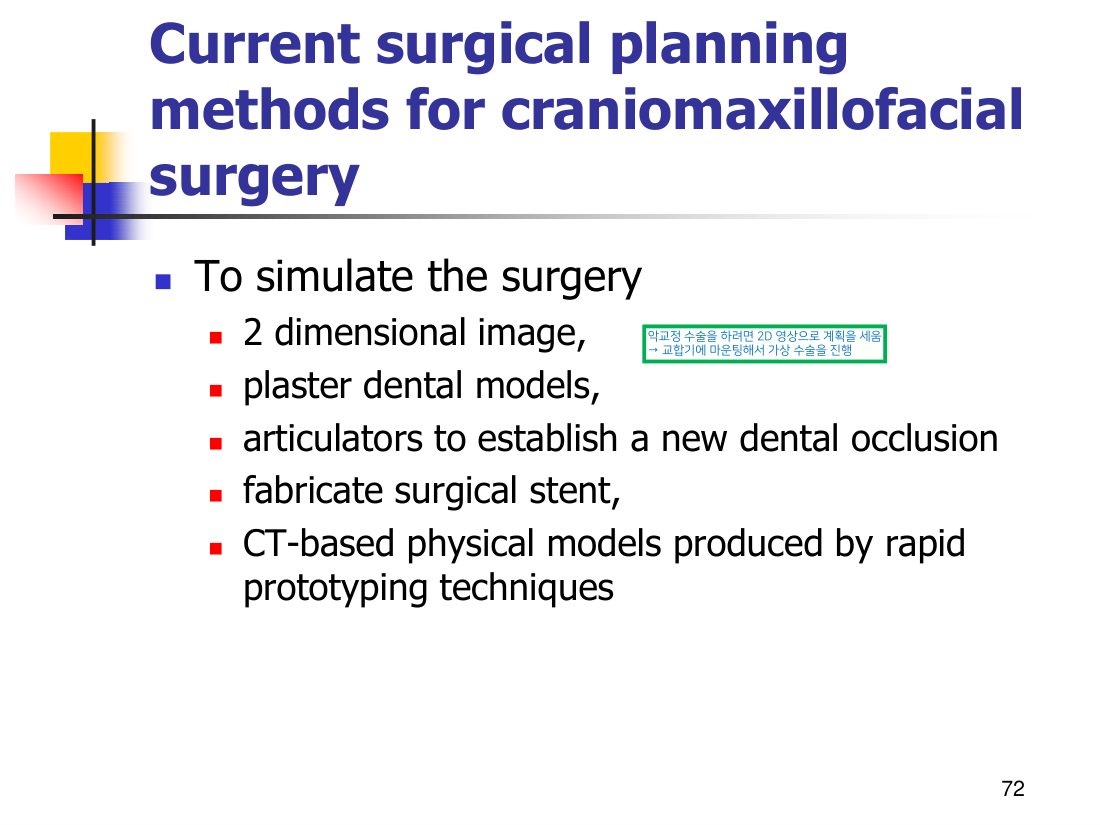 Current surgical planning
methods for craniomaxillofacial
surgery
To simulate the surgery
2 dimensional image,
악교정 수술을 하려면 2D 영상으로 계획을 세움
→ 교합기에 마운팅해서 가상 수술을 진행
plaster dental models,
articulators to establish a new dental occlusion
fabricate surgical stent,
CT-based physical models produced by rapid
prototyping techniques
72